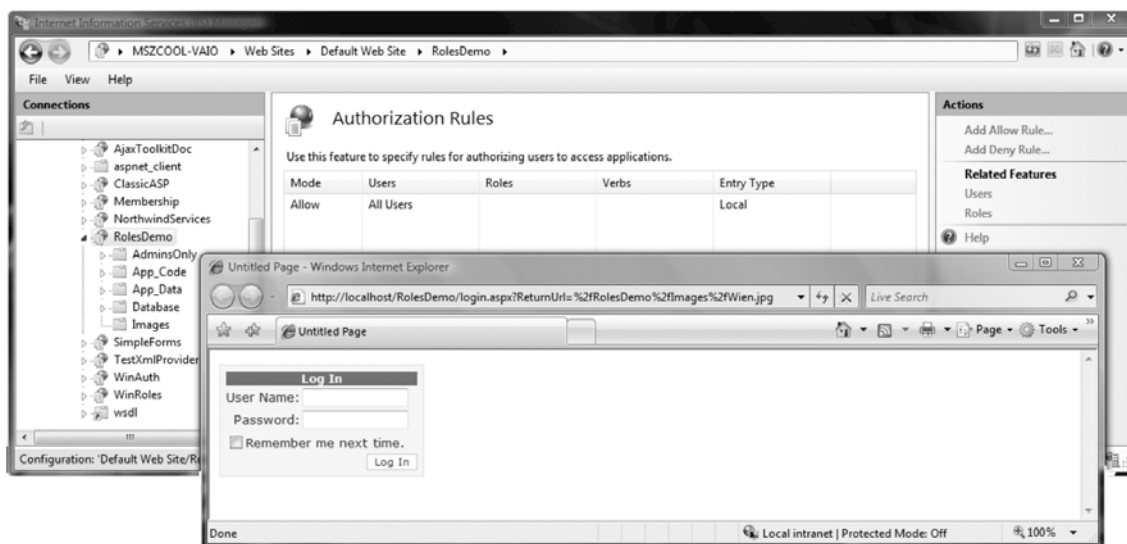 Internet Information Services (IIS) Manager
MSZCOOL-VAIO Web Sites Default Web Site RolesDemo
File View Help
Connections
AjaxToolkitDoc
aspnet_client
ClassicASP
Membership
NorthwindServices
RolesDemo
AdminsOnly
App_Code
App_Data
Database
Images
SimpleForms
TestXmlProvider
WinAuth
WinRoles
wsdl
Configuration: 'Default Web Site/Ro
Authorization Rules
Use this feature to specify rules for authorizing users to access applications.
Mode Users Roles Verbs Entry Type
Allow All Users Local
Actions
Add Allow Rule...
Add Deny Rule...
Related Features
Users
Roles
Help
Untitled Page - Windows Internet Explorer
http://localhost/RolesDemo/login.aspx?ReturnUrl=%2fRolesDemo%2fImages%2fWien.jpg Live Search
Untitled Page Page Tools
Log In
User Name:
Password:
Remember me next time.
Log In
Done Local intranet | Protected Mode: Off 100%